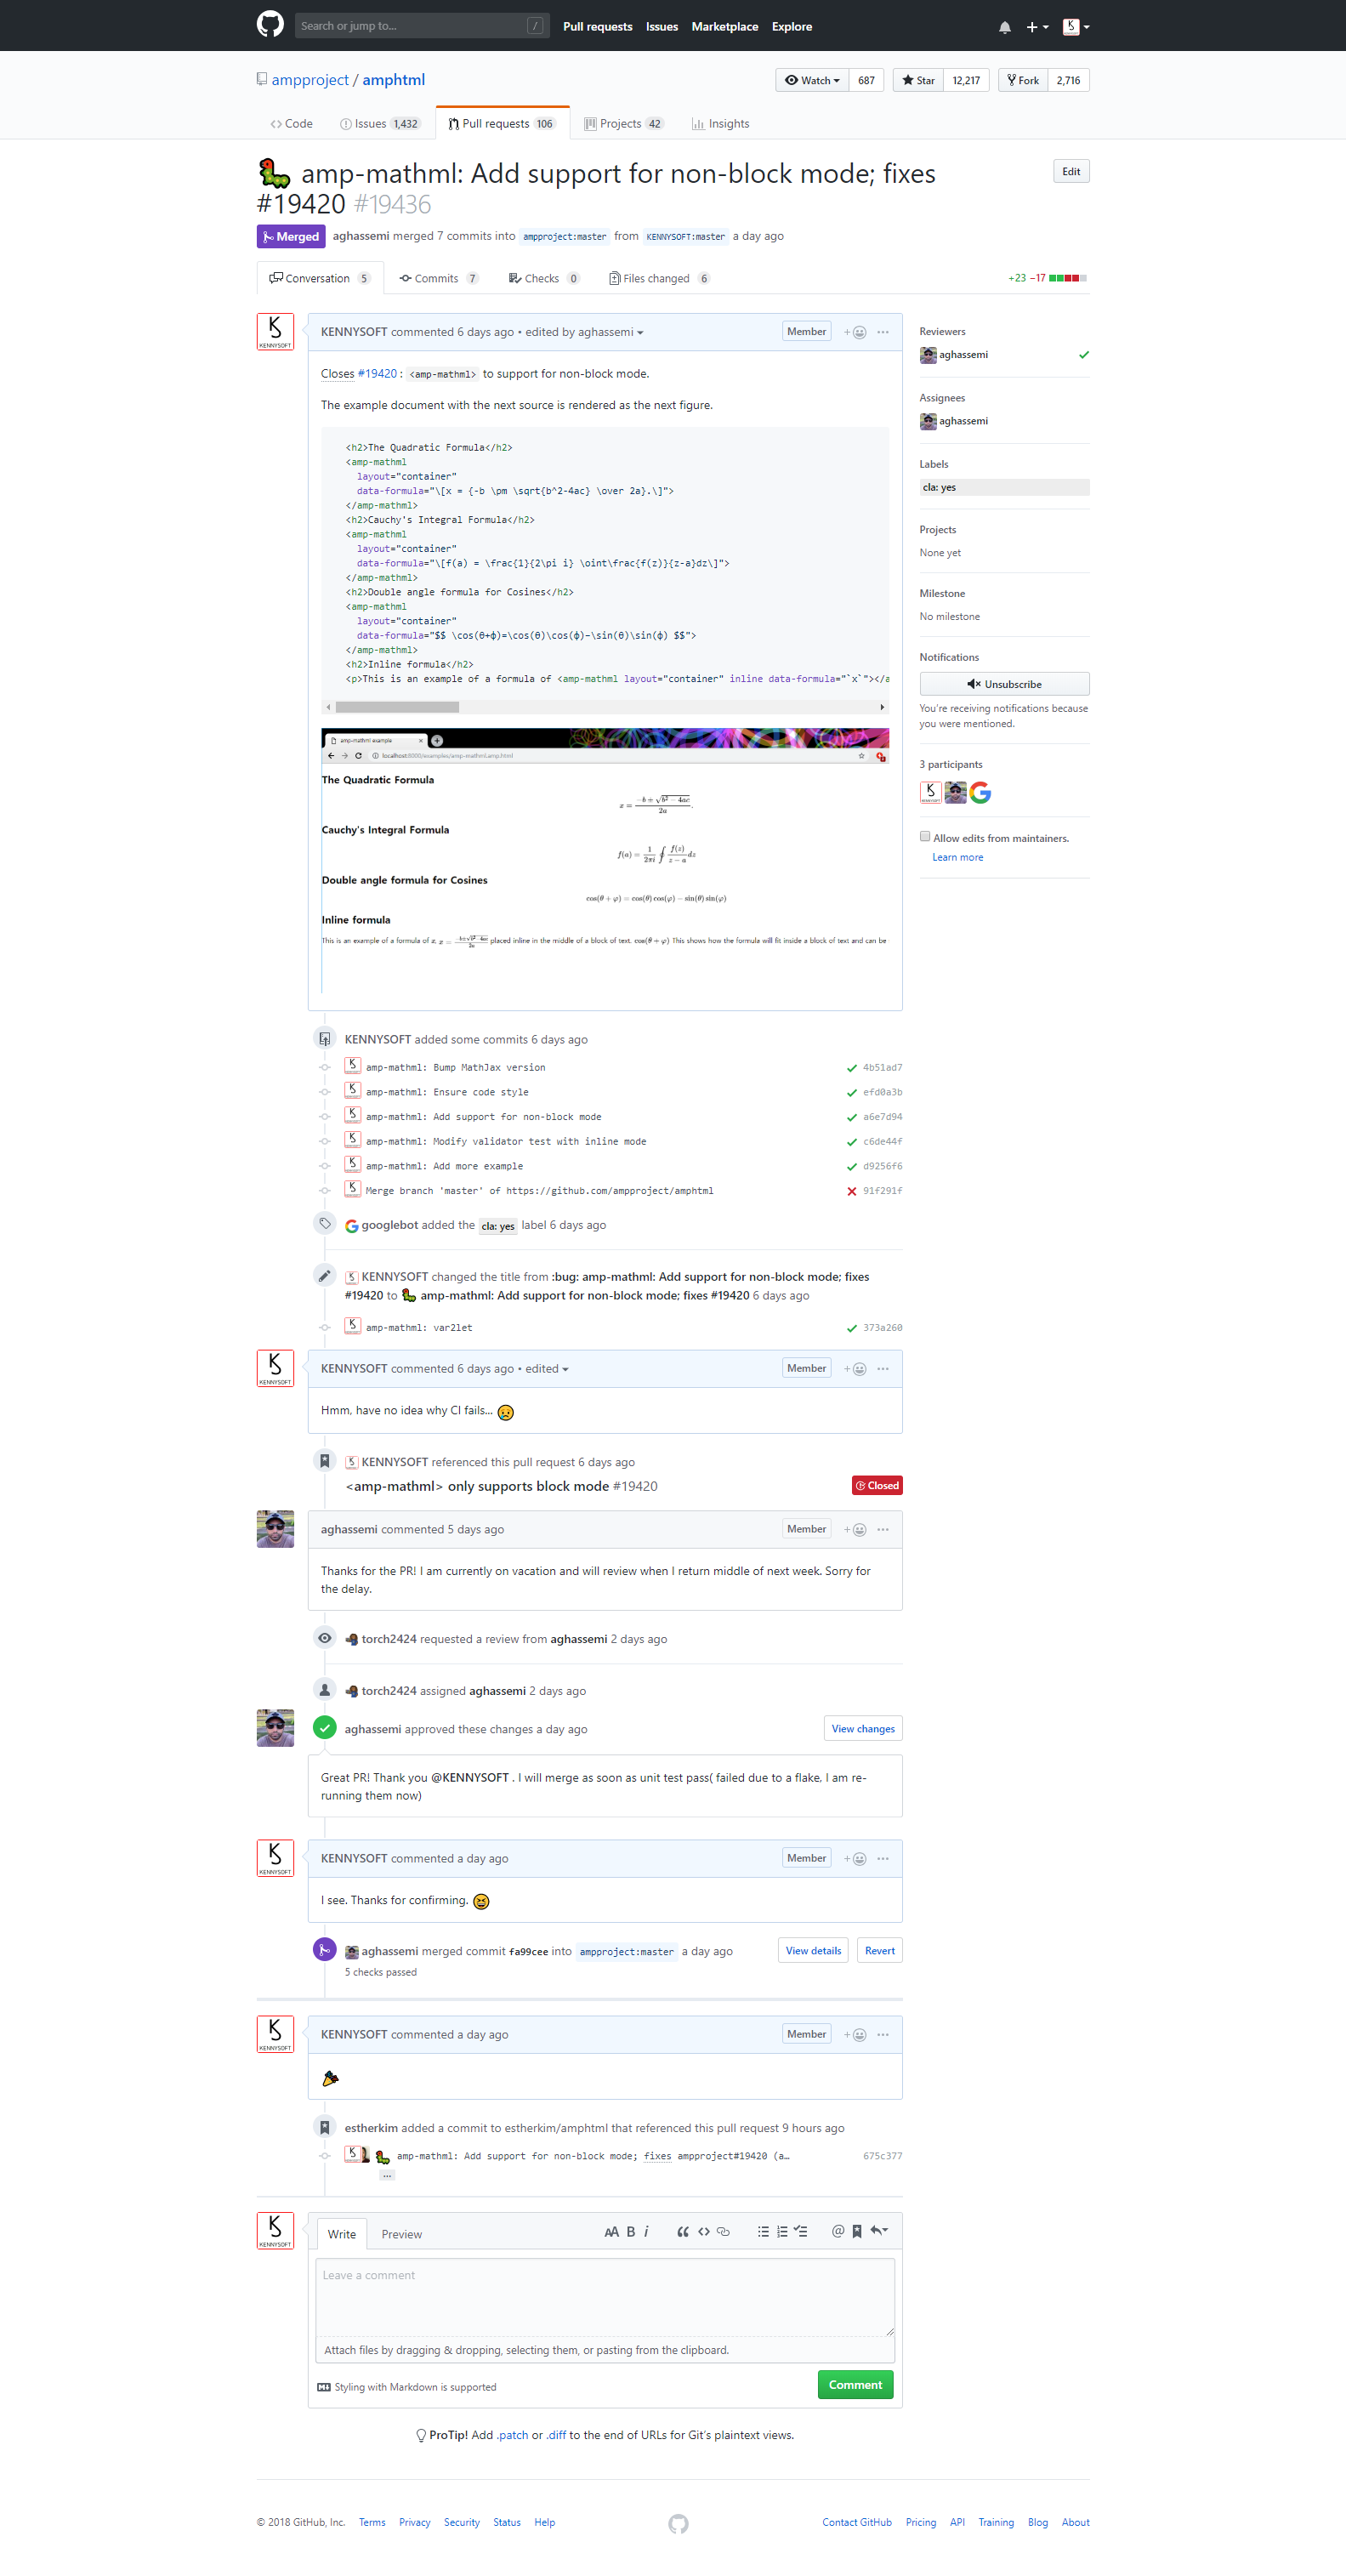 Search or jump to... /
Pull requests Issues Marketplace Explore
ampproject / amphtml
Watch 687 Star 12,217 Fork 2,716
Code Issues 1,432 Pull requests 106 Projects 42 Insights
amp-mathml: Add support for non-block mode; fixes
#19420 #19436
Edit
Merged aghassemi merged 7 commits into ampproject:master from KENNYSOFT:master a day ago
Conversation 5 Commits 7 Checks 0 Files changed 6 +23 −17
KENNYSOFT commented 6 days ago • edited by aghassemi Member
Closes #19420 : <amp-mathml> to support for non-block mode.
The example document with the next source is rendered as the next figure.
<h2>The Quadratic Formula</h2>
<amp-mathml
layout="container"
data-formula="\[x = {-b \pm \sqrt{b^2-4ac} \over 2a}.\]">
</amp-mathml>
<h2>Cauchy's Integral Formula</h2>
<amp-mathml
layout="container"
data-formula="\[f(a) = \frac{1}{2\pi i} \oint\frac{f(z)}{z-a}dz\]">
</amp-mathml>
<h2>Double angle formula for Cosines</h2>
<amp-mathml
layout="container"
data-formula="$$ \cos(θ+φ)=\cos(θ)\cos(φ)−\sin(θ)\sin(φ) $$">
</amp-mathml>
<h2>Inline formula</h2>
<p>This is an example of a formula of <amp-mathml layout="container" inline data-formula="`x`"></a
amp-mathml example
localhost:8000/examples/amp-mathml.amp.html
The Quadratic Formula
x = −b ± √b² − 4ac / 2a.
Cauchy's Integral Formula
f(a) = 1/2πi ∮ f(z)/z − a dz
Double angle formula for Cosines
cos(θ + φ) = cos(θ) cos(φ) − sin(θ) sin(φ)
Inline formula
This is an example of a formula of x, x = −b±√b²−4ac / 2a placed inline in the middle of a block of text. cos(θ + φ) This shows how the formula will fit inside a block of text and can be
Reviewers
aghassemi
Assignees
aghassemi
Labels
cla: yes
Projects
None yet
Milestone
No milestone
Notifications
Unsubscribe
You're receiving notifications because
you were mentioned.
3 participants
Allow edits from maintainers.
Learn more
KENNYSOFT added some commits 6 days ago
amp-mathml: Bump MathJax version 4b51ad7
amp-mathml: Ensure code style efd0a3b
amp-mathml: Add support for non-block mode a6e7d94
amp-mathml: Modify validator test with inline mode c6de44f
amp-mathml: Add more example d9256f6
Merge branch 'master' of https://github.com/ampproject/amphtml 91f291f
googlebot added the cla: yes label 6 days ago
KENNYSOFT changed the title from :bug: amp-mathml: Add support for non-block mode; fixes
#19420 to 🐛 amp-mathml: Add support for non-block mode; fixes #19420 6 days ago
amp-mathml: var2let 373a260
KENNYSOFT commented 6 days ago • edited Member
Hmm, have no idea why CI fails... 😥
KENNYSOFT referenced this pull request 6 days ago
<amp-mathml> only supports block mode #19420 Closed
aghassemi commented 5 days ago Member
Thanks for the PR! I am currently on vacation and will review when I return middle of next week. Sorry for
the delay.
torch2424 requested a review from aghassemi 2 days ago
torch2424 assigned aghassemi 2 days ago
aghassemi approved these changes a day ago View changes
Great PR! Thank you @KENNYSOFT . I will merge as soon as unit test pass( failed due to a flake, I am re-
running them now)
KENNYSOFT commented a day ago Member
I see. Thanks for confirming. 😆
aghassemi merged commit fa99cee into ampproject:master a day ago View details Revert
5 checks passed
KENNYSOFT commented a day ago Member
🎉
estherkim added a commit to estherkim/amphtml that referenced this pull request 9 hours ago
🐛 amp-mathml: Add support for non-block mode; fixes ampproject#19420 (a… 675c377
…
Write Preview AA B i
Leave a comment
Attach files by dragging & dropping, selecting them, or pasting from the clipboard.
Styling with Markdown is supported Comment
ProTip! Add .patch or .diff to the end of URLs for Git's plaintext views.
© 2018 GitHub, Inc. Terms Privacy Security Status Help Contact GitHub Pricing API Training Blog About